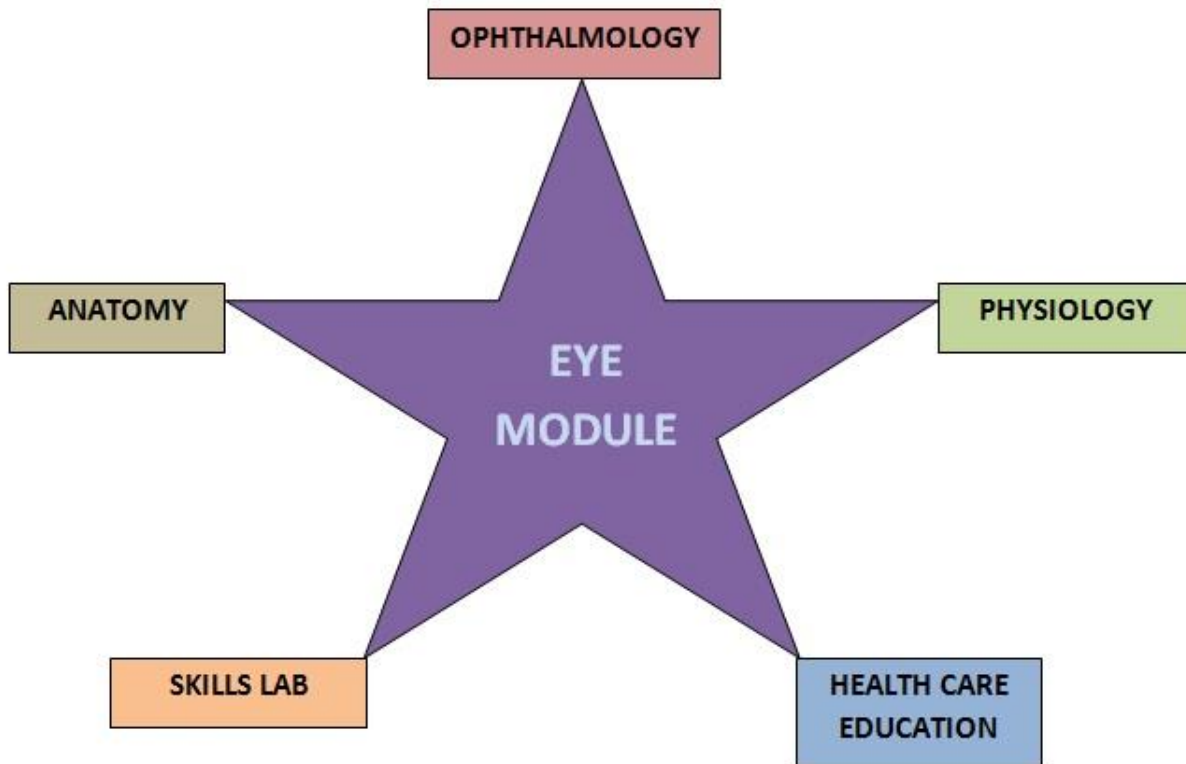 OPHTHALMOLOGY
ANATOMY
PHYSIOLOGY
EYE
MODULE
SKILLS LAB
HEALTH CARE
EDUCATION